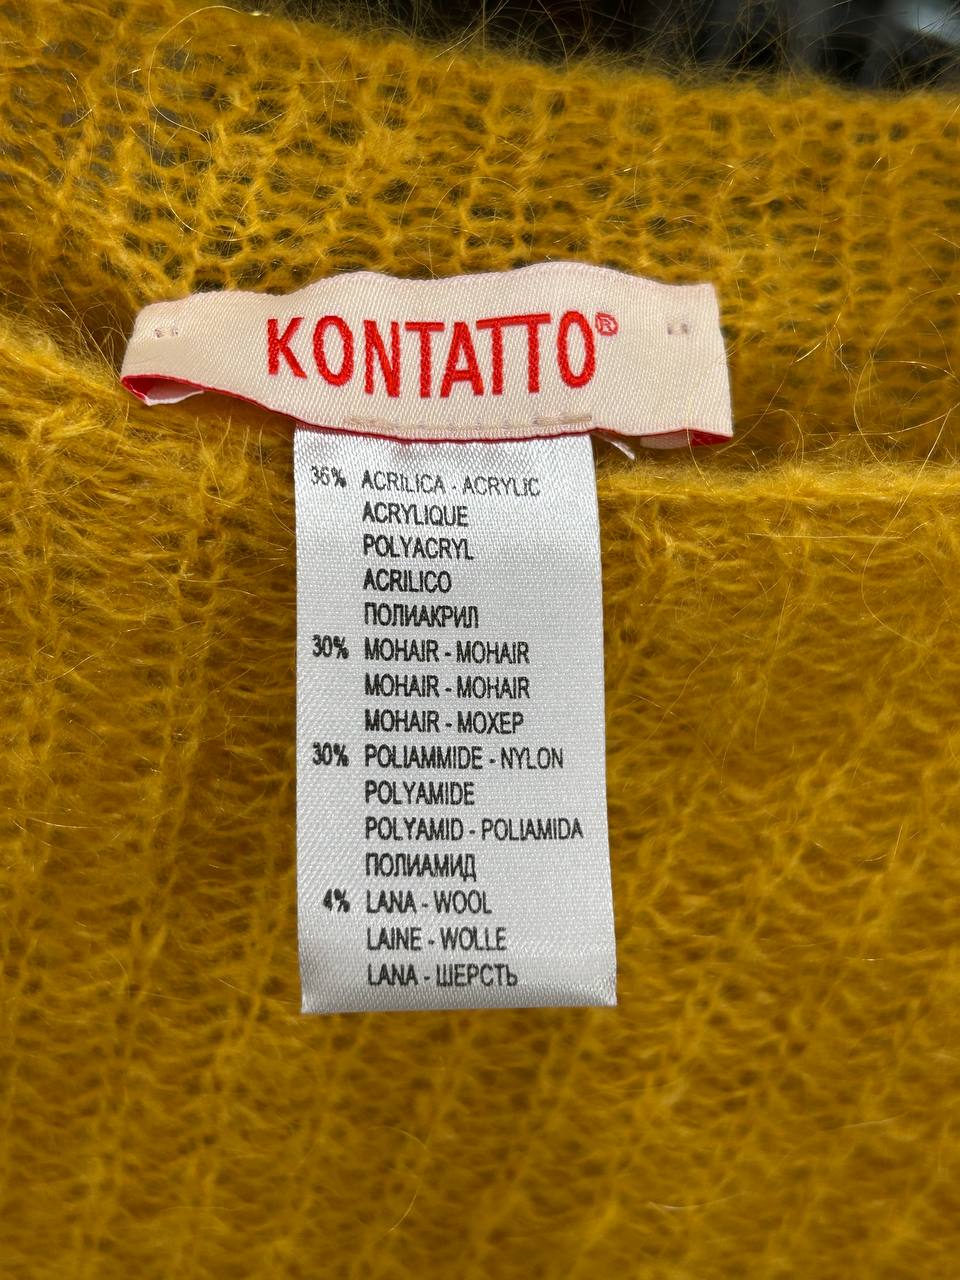 KONTATTO®
36% ACRILICA - ACRYLIC
ACRYLIQUE
POLYACRYL
ACRILICO
ПОЛИАКРИЛ
30% MOHAIR - MOHAIR
MOHAIR - MOHAIR
MOHAIR - МОХЕР
30% POLIAMMIDE - NYLON
POLYAMIDE
POLYAMID - POLIAMIDA
ПОЛИАМИД
4% LANA - WOOL
LAINE - WOLLE
LANA - ШЕРСТЬ